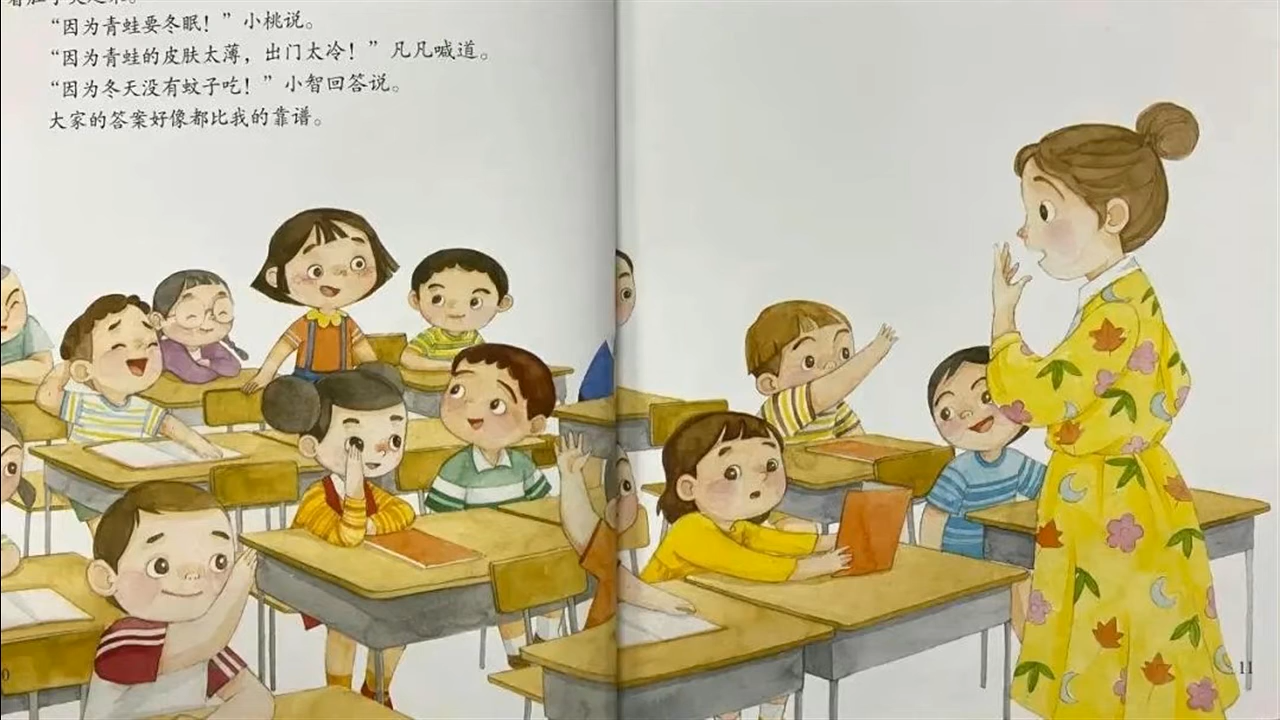 “因为青蛙要冬眠！”小桃说。
“因为青蛙的皮肤太薄，出门太冷！”凡凡喊道。
“因为冬天没有蚊子吃！”小智回答说。
大家的答案好像都比我的靠谱。
11